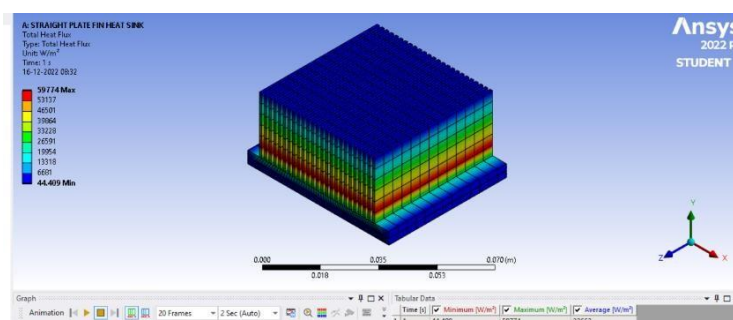 A: STRAIGHT PLATE FIN HEAT SINK
Total Heat Flux
Type: Total Heat Flux
Unit: W/m²
Time: 1 s
16-12-2022 08:32
59774 Max
53137
46501
39864
33228
26591
19954
13318
6681
44.409 Min
Ansys
2022
STUDENT
0.000
0.035
0.070 (m)
0.018
0.053
Y
Z
X
Graph
Tabular Data
Animation
20 Frames
2 Sec (Auto)
Time [s]
Minimum [W/m²]
Maximum [W/m²]
Average [W/m²]